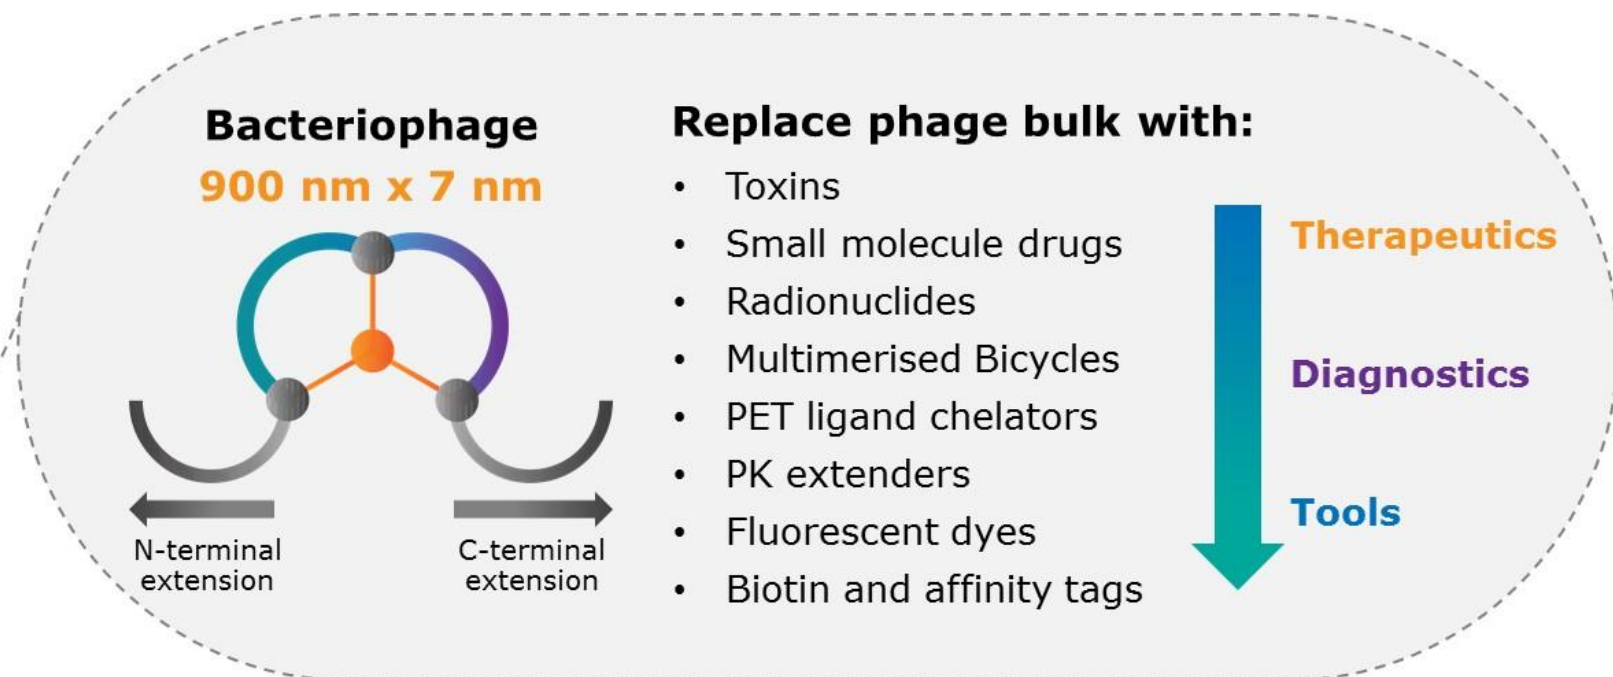 Bacteriophage
900 nm x 7 nm
N-terminal
extension
C-terminal
extension
Replace phage bulk with:
• Toxins
• Small molecule drugs
• Radionuclides
• Multimerised Bicycles
• PET ligand chelators
• PK extenders
• Fluorescent dyes
• Biotin and affinity tags
Therapeutics
Diagnostics
Tools